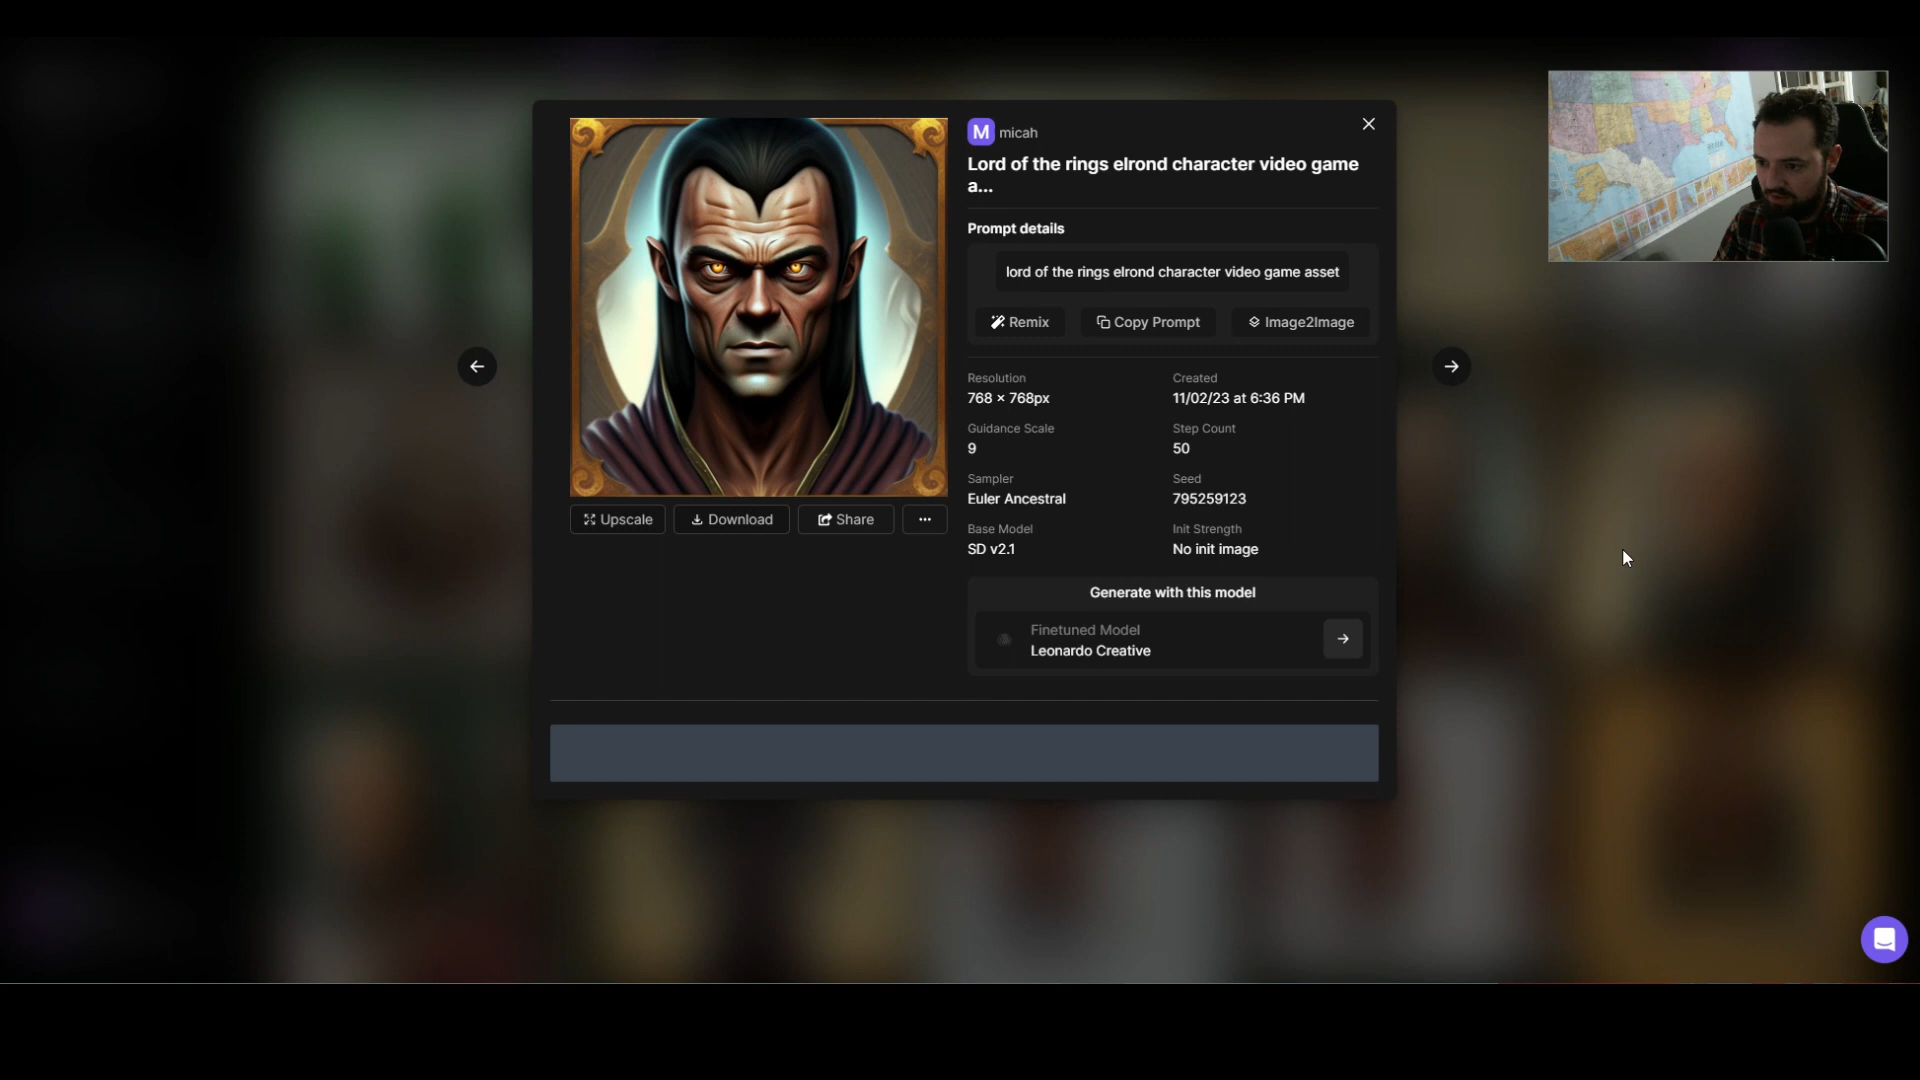 M micah
Lord of the rings elrond character video game
a...
Prompt details
lord of the rings elrond character video game asset
Remix
Copy Prompt
Image2Image
Resolution
768 × 768px
Created
11/02/23 at 6:36 PM
Guidance Scale
9
Step Count
50
Sampler
Euler Ancestral
Seed
795259123
Base Model
SD v2.1
Init Strength
No init image
Upscale
Download
Share
...
Generate with this model
Finetuned Model
Leonardo Creative